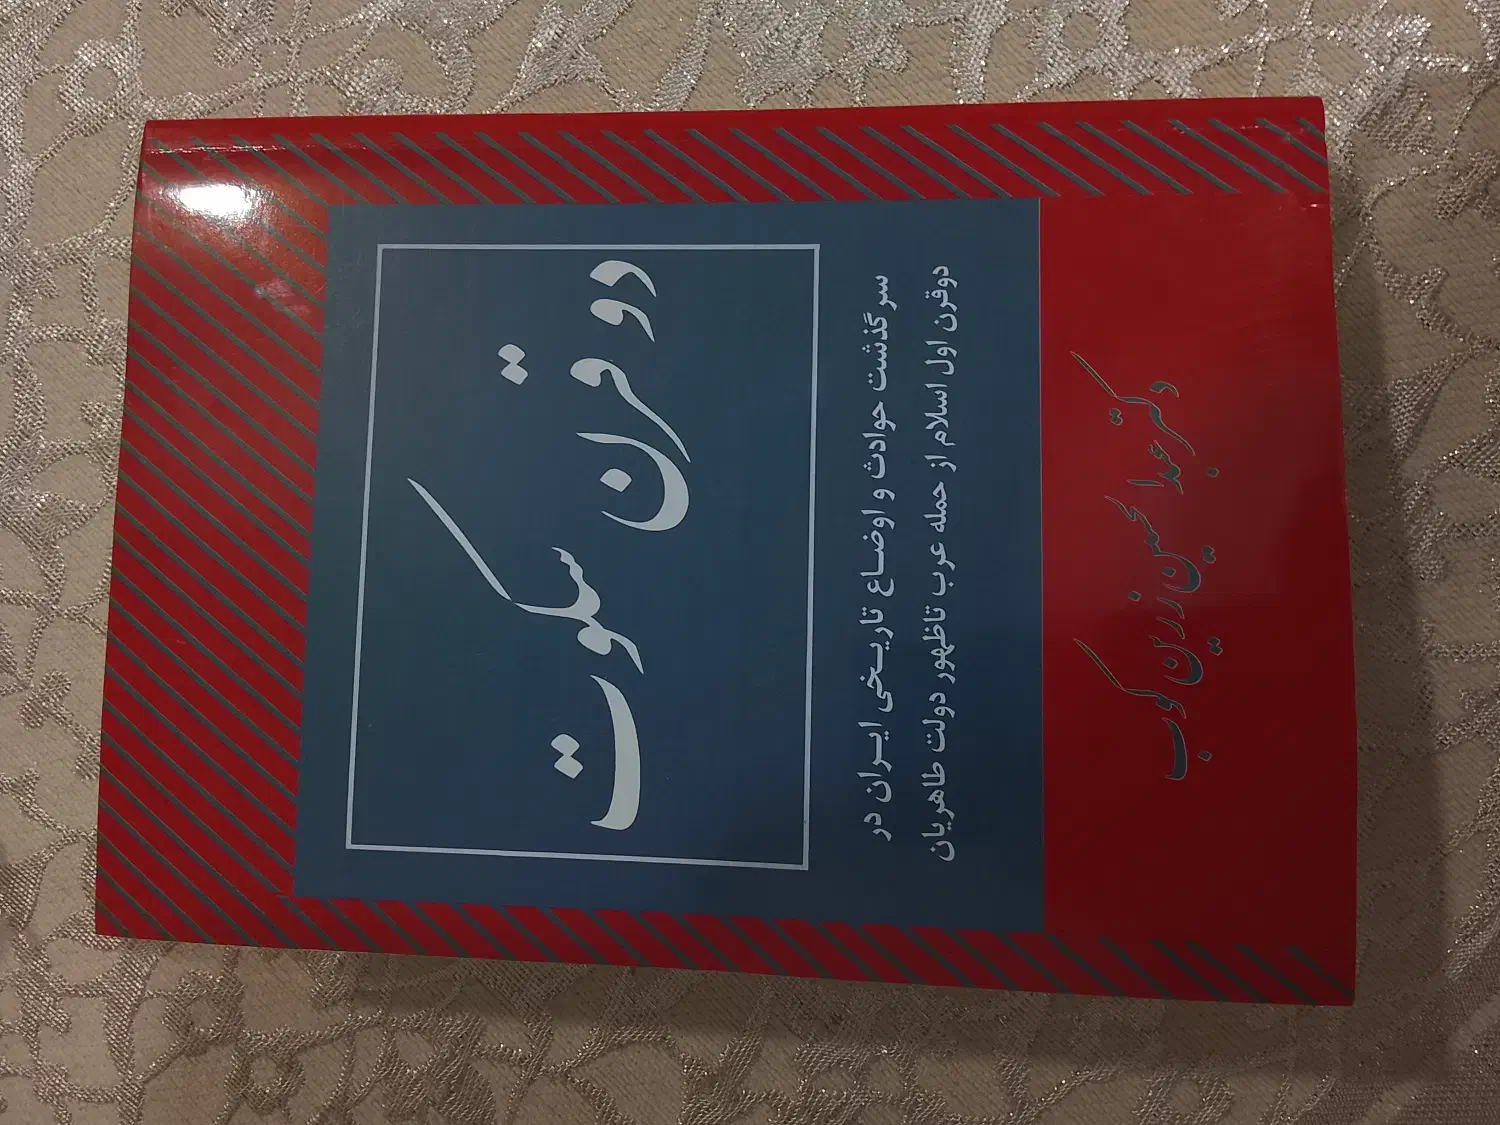 دو قرن سکوت
سرگذشت حوادث و اوضاع تاریخی ایران در
دوقرن اول اسلام از حمله عرب تاظهور دولت طاهریان
دکتر عبدالحسین زرین کوب